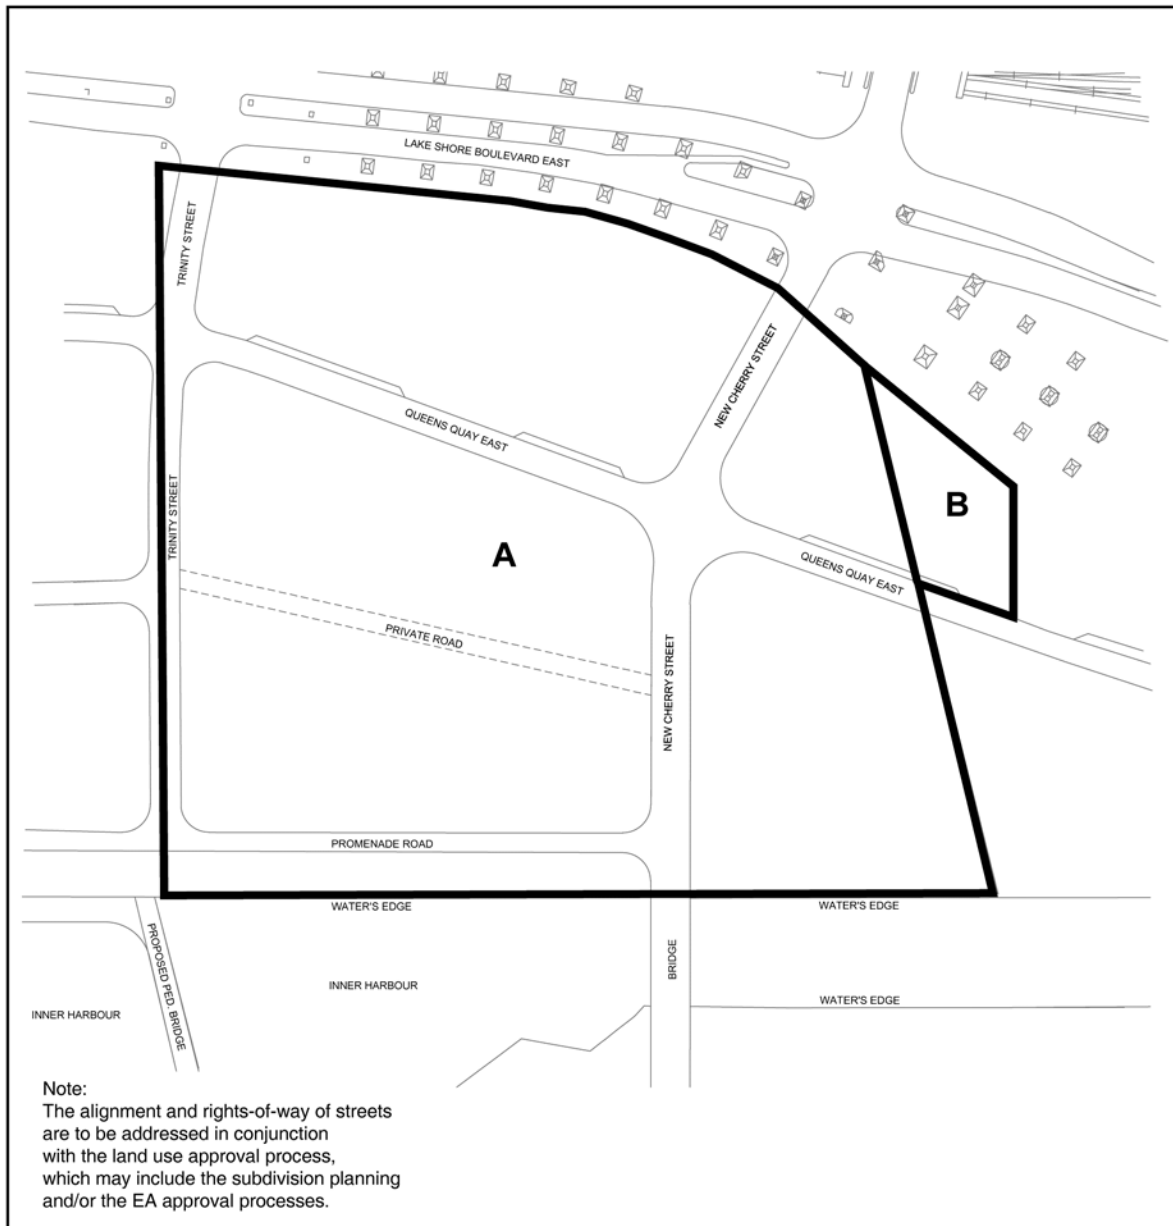 LAKE SHORE BOULEVARD EAST
TRINITY STREET
NEW CHERRY STREET
QUEENS QUAY EAST
B
TRINITY STREET
A
QUEENS QUAY EAST
PRIVATE ROAD
NEW CHERRY STREET
PROMENADE ROAD
WATER'S EDGE
WATER'S EDGE
PROPOSED PED. BRIDGE
BRIDGE
INNER HARBOUR
WATER'S EDGE
INNER HARBOUR
Note:
The alignment and rights-of-way of streets
are to be addressed in conjunction
with the land use approval process,
which may include the subdivision planning
and/or the EA approval processes.